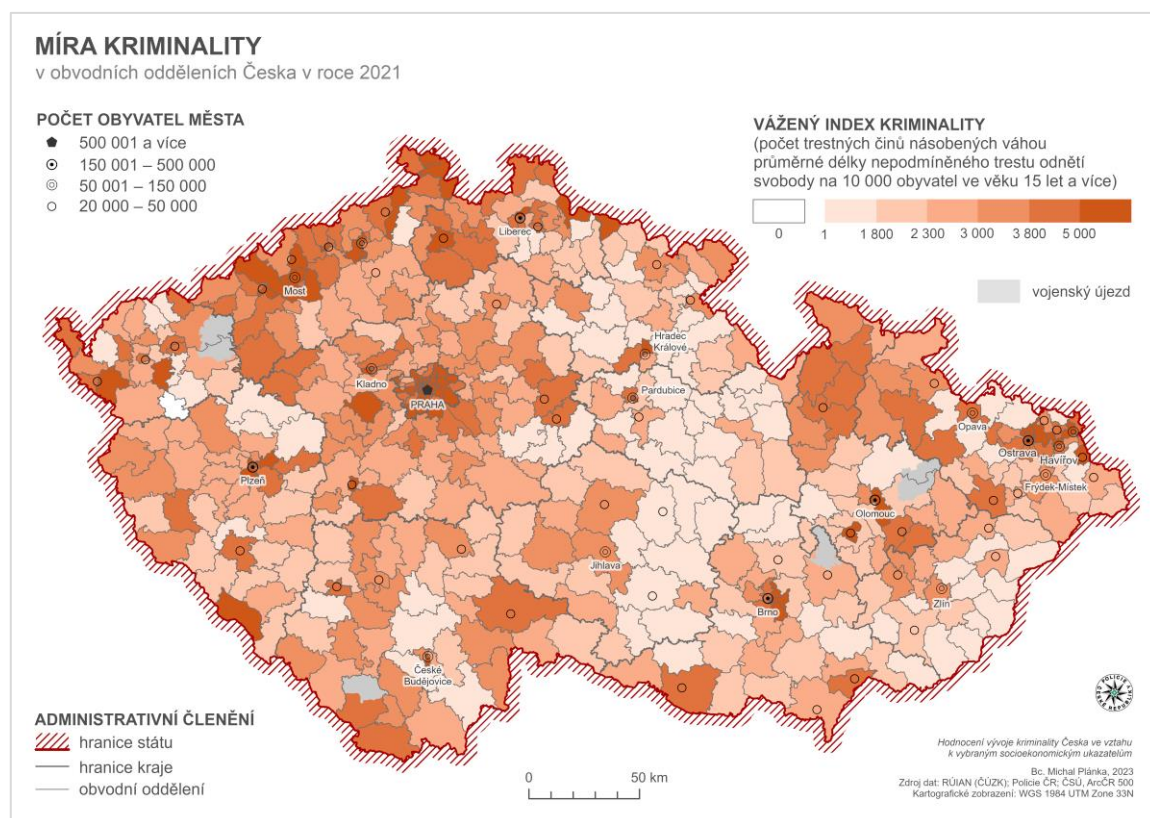 MÍRA KRIMINALITY
v obvodních odděleních Česka v roce 2021
POČET OBYVATEL MĚSTA
500 001 a více
150 001 – 500 000
50 001 – 150 000
20 000 – 50 000
VÁŽENÝ INDEX KRIMINALITY
(počet trestných činů násobených váhou
průměrné délky nepodmíněného trestu odnětí
svobody na 10 000 obyvatel ve věku 15 let a více)
0 1 1 800 2 300 3 000 3 800 5 000
vojenský újezd
Liberec
Most
Hradec
Králové
Kladno
PRAHA
Pardubice
Opava
Ostrava
Havířov
Plzeň
Frýdek-Místek
Olomouc
Jihlava
Brno
Zlín
České
Budějovice
POLICIE ČESKÉ REPUBLIKY
ADMINISTRATIVNÍ ČLENĚNÍ
hranice státu
hranice kraje
obvodní oddělení
0 50 km
Hodnocení vývoje kriminality Česka ve vztahu
k vybraným socioekonomickým ukazatelům
Bc. Michal Plánka, 2023
Zdroj dat: RÚIAN (ČÚZK); Policie ČR; ČSÚ, ArcČR 500
Kartografické zobrazení: WGS 1984 UTM Zone 33N